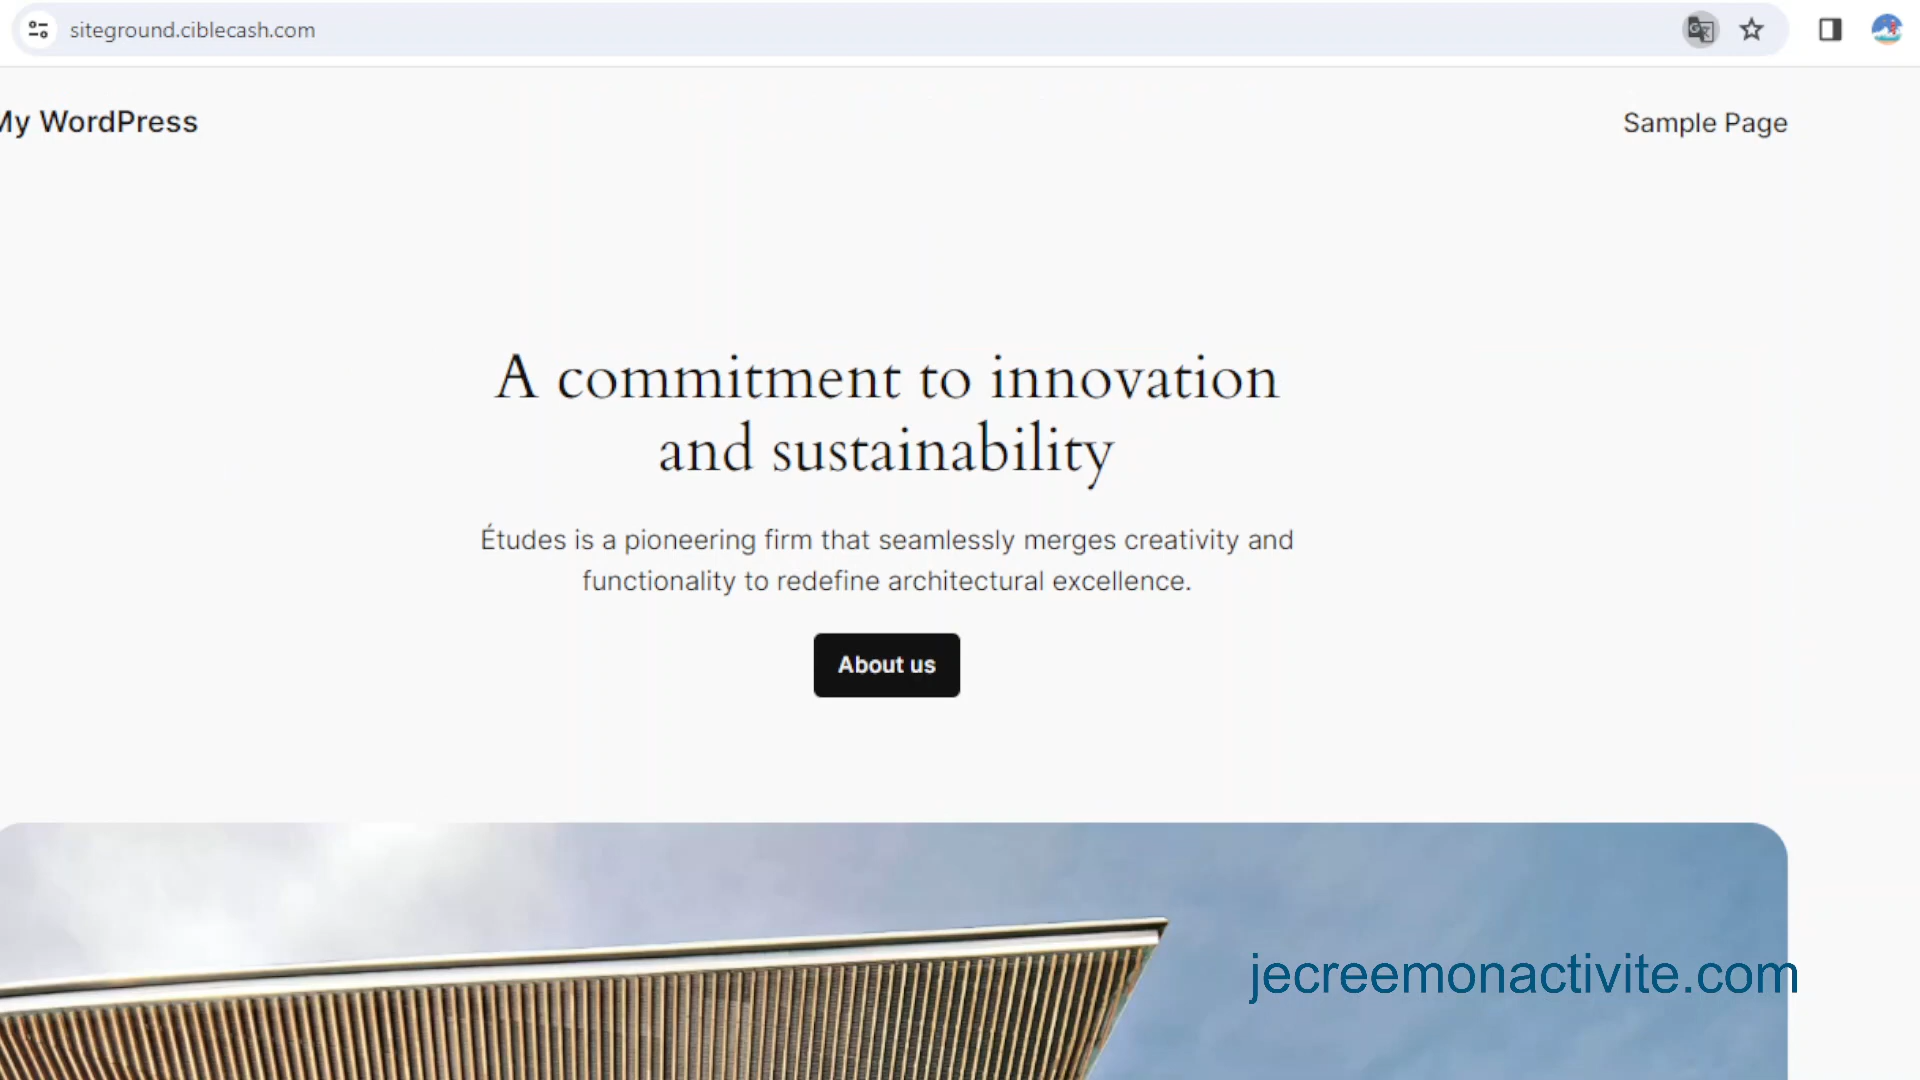 siteground.ciblecash.com
My WordPress
Sample Page
A commitment to innovation
and sustainability
Études is a pioneering firm that seamlessly merges creativity and
functionality to redefine architectural excellence.
About us
jecreemonactivite.com